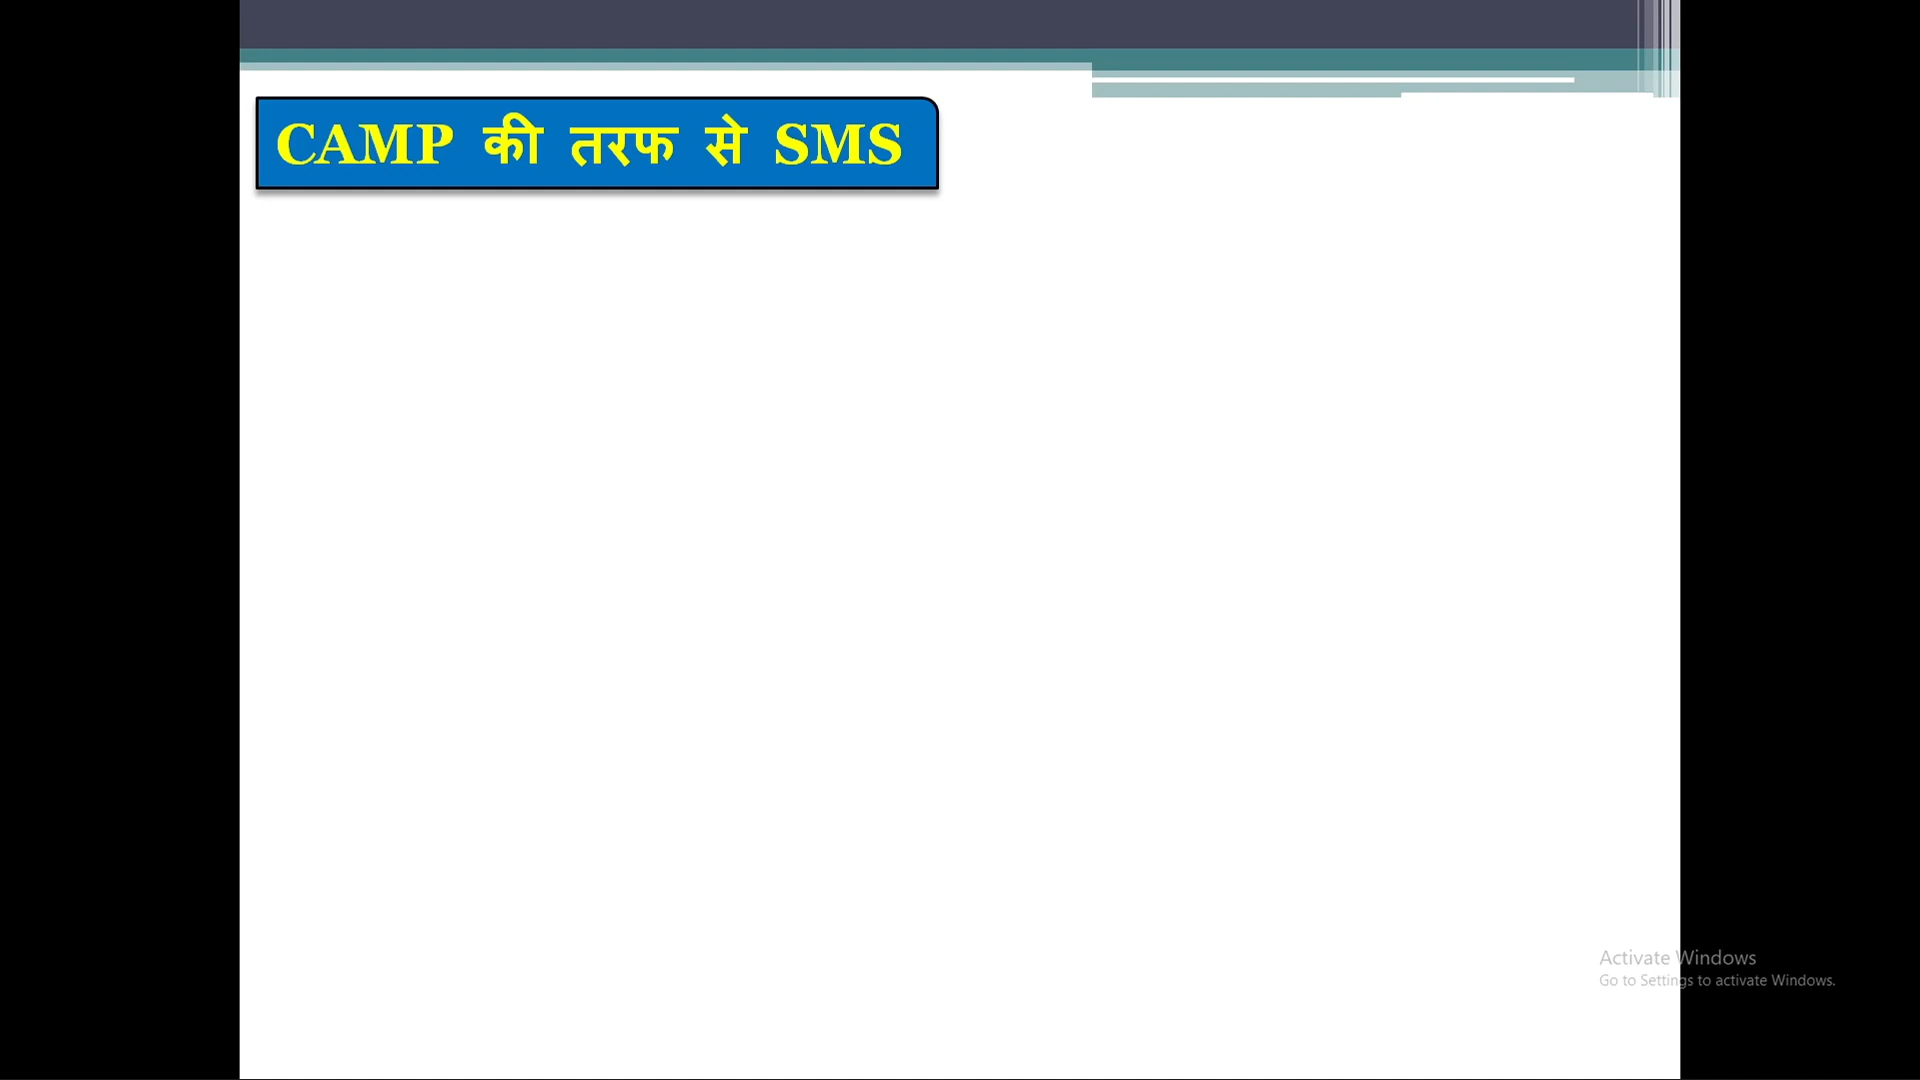 CAMP की तरफ से SMS
Activate Windows
Go to Settings to activate Windows.